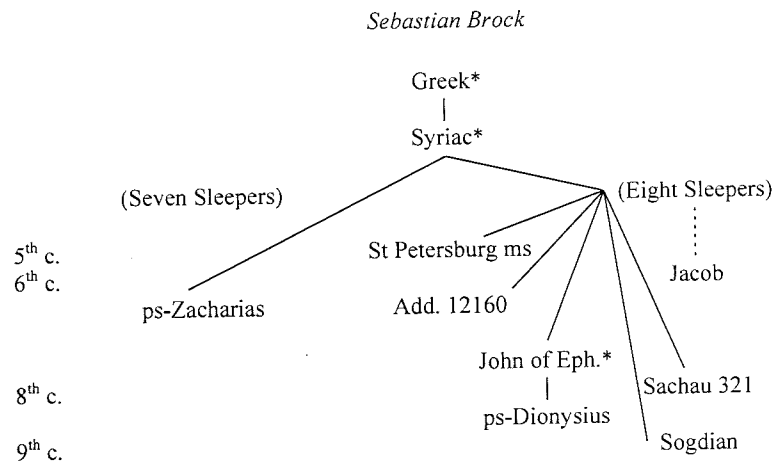 Sebastian Brock
Greek*
Syriac*
(Seven Sleepers)
(Eight Sleepers)
5th c.
St Petersburg ms
Jacob
6th c.
ps-Zacharias
Add. 12160
John of Eph.*
Sachau 321
8th c.
ps-Dionysius
Sogdian
9th c.